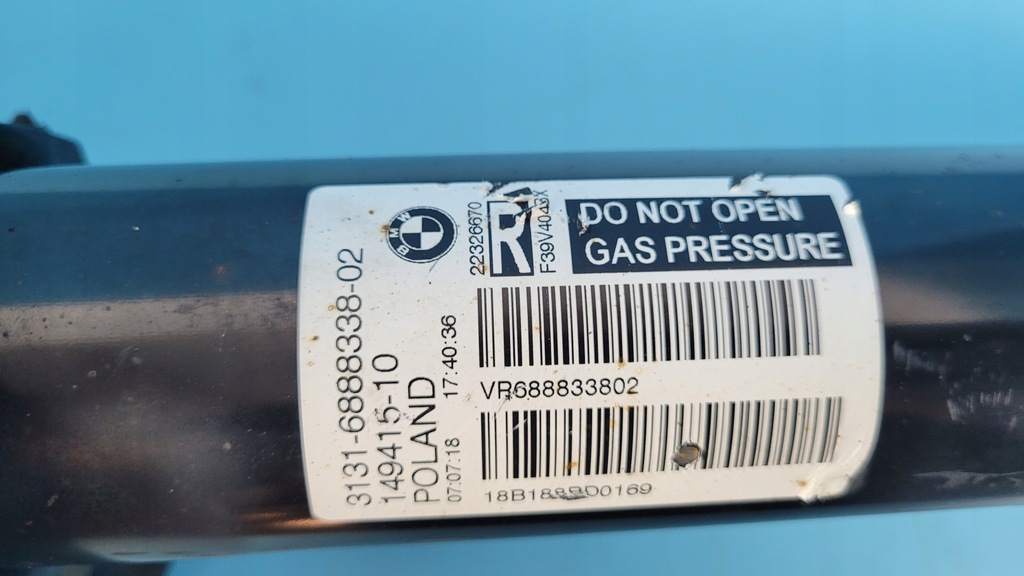 BMW
3131-6888338-02
149415-10
POLAND
07:07:18 17:40:36
22326670
R
DO NOT OPEN
GAS PRESSURE
VR688833802